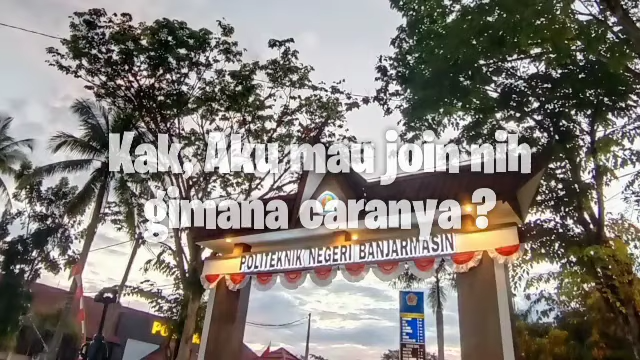 Kak, Aku mau join nih
gimana caranya ?
POLITEKNIK NEGERI BANJARMASIN